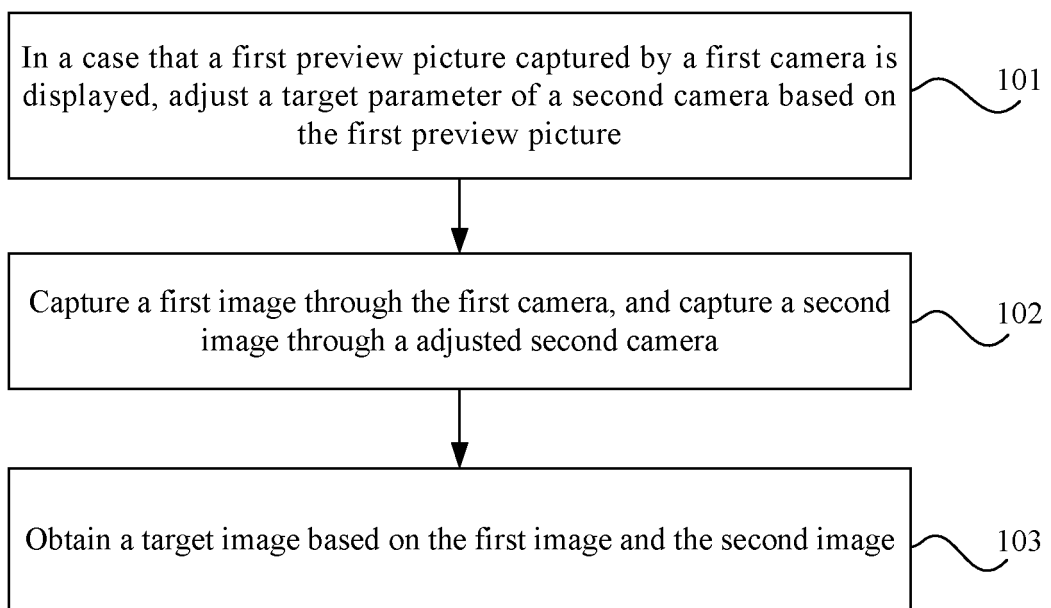 In a case that a first preview picture captured by a first camera is
displayed, adjust a target parameter of a second camera based on
the first preview picture
101
Capture a first image through the first camera, and capture a second
image through a adjusted second camera
102
Obtain a target image based on the first image and the second image
103